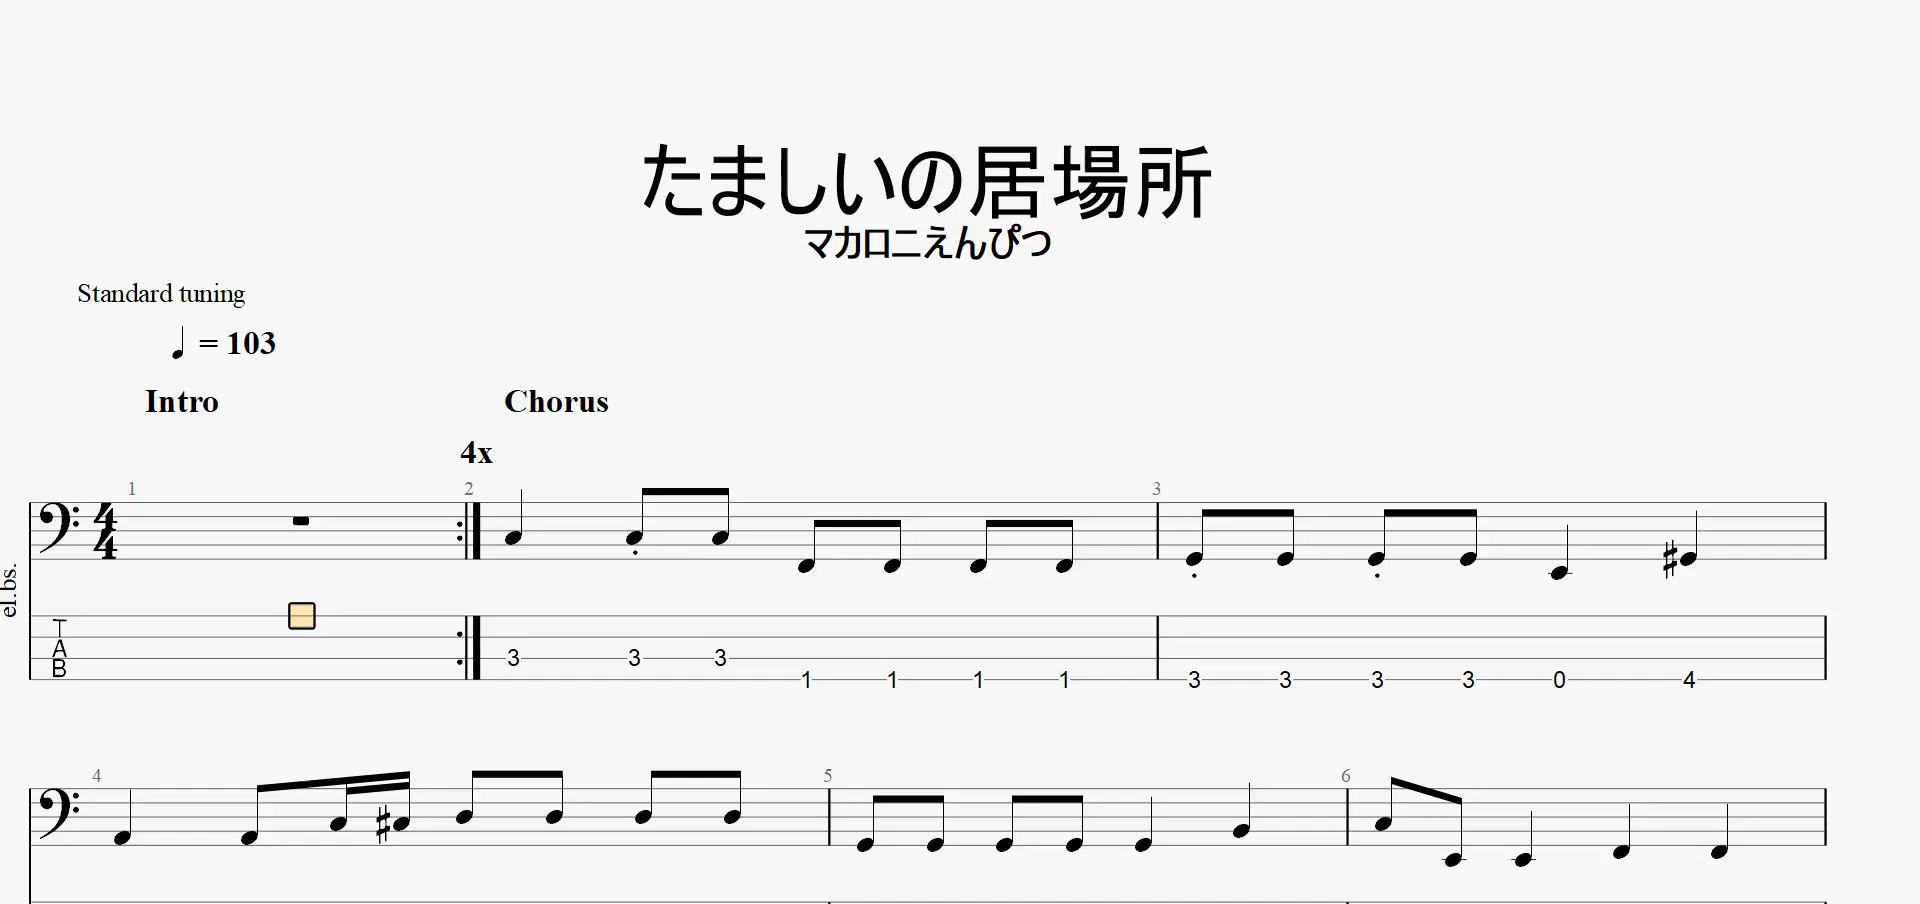 たましいの居場所
マカロニえんぴつ
Standard tuning
= 103
Intro Chorus
4x
1 2 3
4
4
el.bs.
T
A
B
3 3 3 1 1 1 1 3 3 3 3 0 4
4 5 6